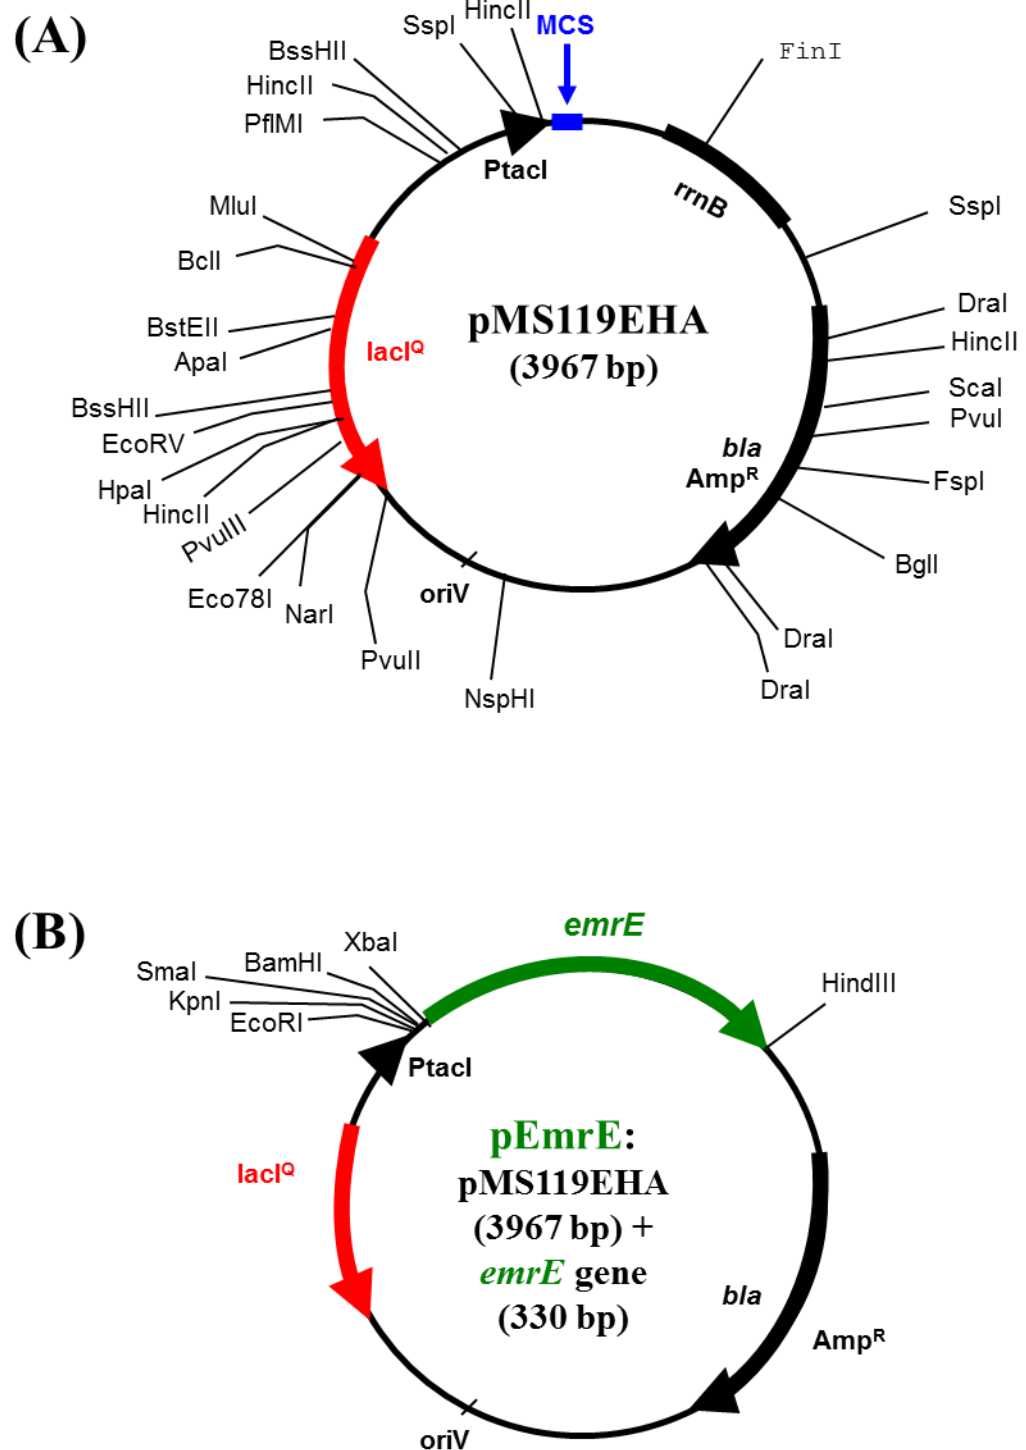 (A)
HincII
SspI
MCS
BssHII
FinI
HincII
PflMI
PtacI
rrnB
MluI
SspI
BclI
DraI
pMS119EHA
BstEII
HincII
ApaI
lacIQ
(3967 bp)
ScaI
BssHII
PvuI
EcoRV
bla
AmpR
HpaI
FspI
HincII
PvuIII
BglI
Eco78I
oriV
NarI
DraI
PvuII
DraI
NspHI
(B)
emrE
XbaI
BamHI
SmaI
HindIII
KpnI
EcoRI
PtacI
pEmrE:
lacIQ
pMS119EHA
(3967 bp) +
emrE gene
bla
(330 bp)
AmpR
oriV